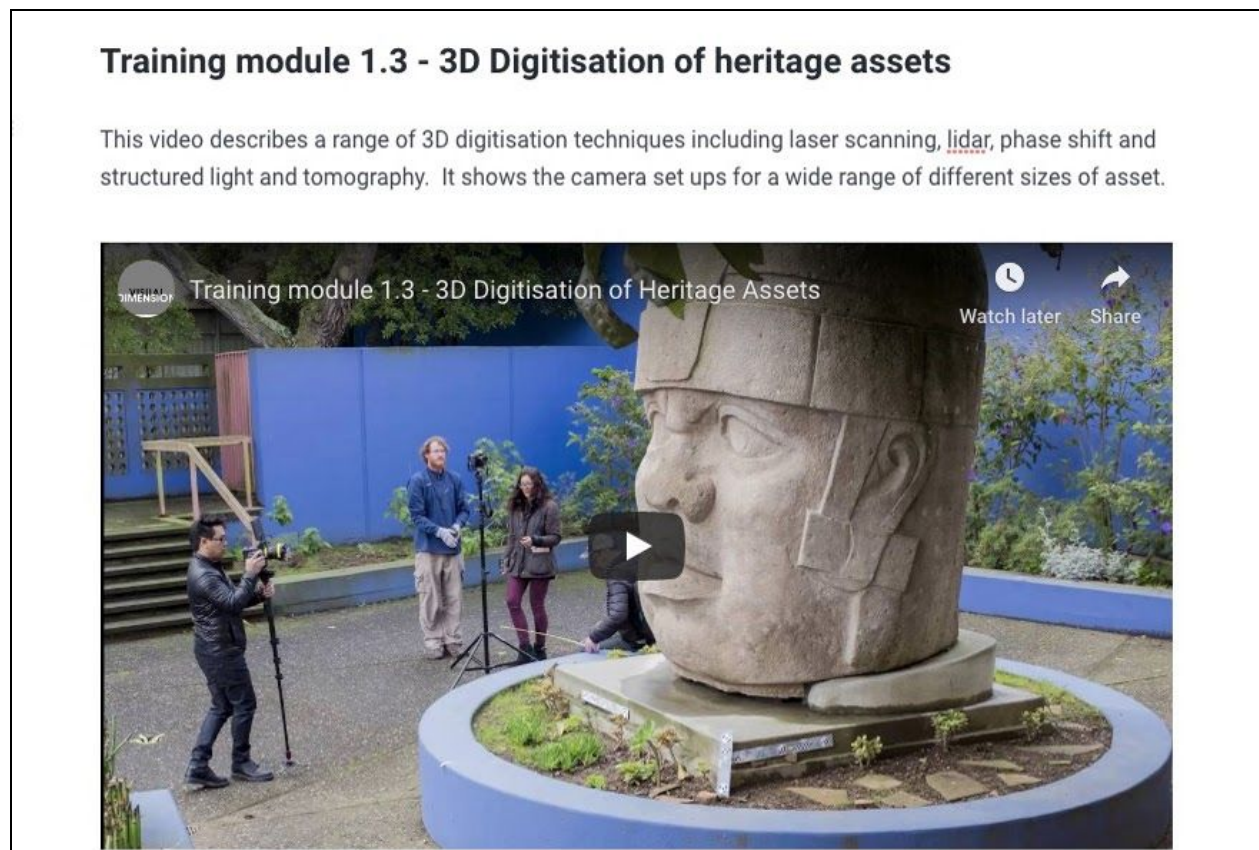 Training module 1.3 - 3D Digitisation of heritage assets
This video describes a range of 3D digitisation techniques including laser scanning, lidar, phase shift and
structured light and tomography.  It shows the camera set ups for a wide range of different sizes of asset.
VISUAL
DIMENSION
Training module 1.3 - 3D Digitisation of Heritage Assets
Watch later
Share